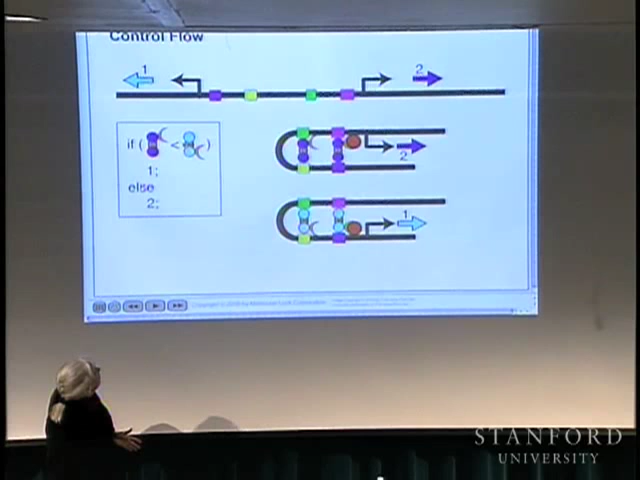 Control Flow
1
2
if ( < )
1;
else
2;
2
1
STANFORD
UNIVERSITY